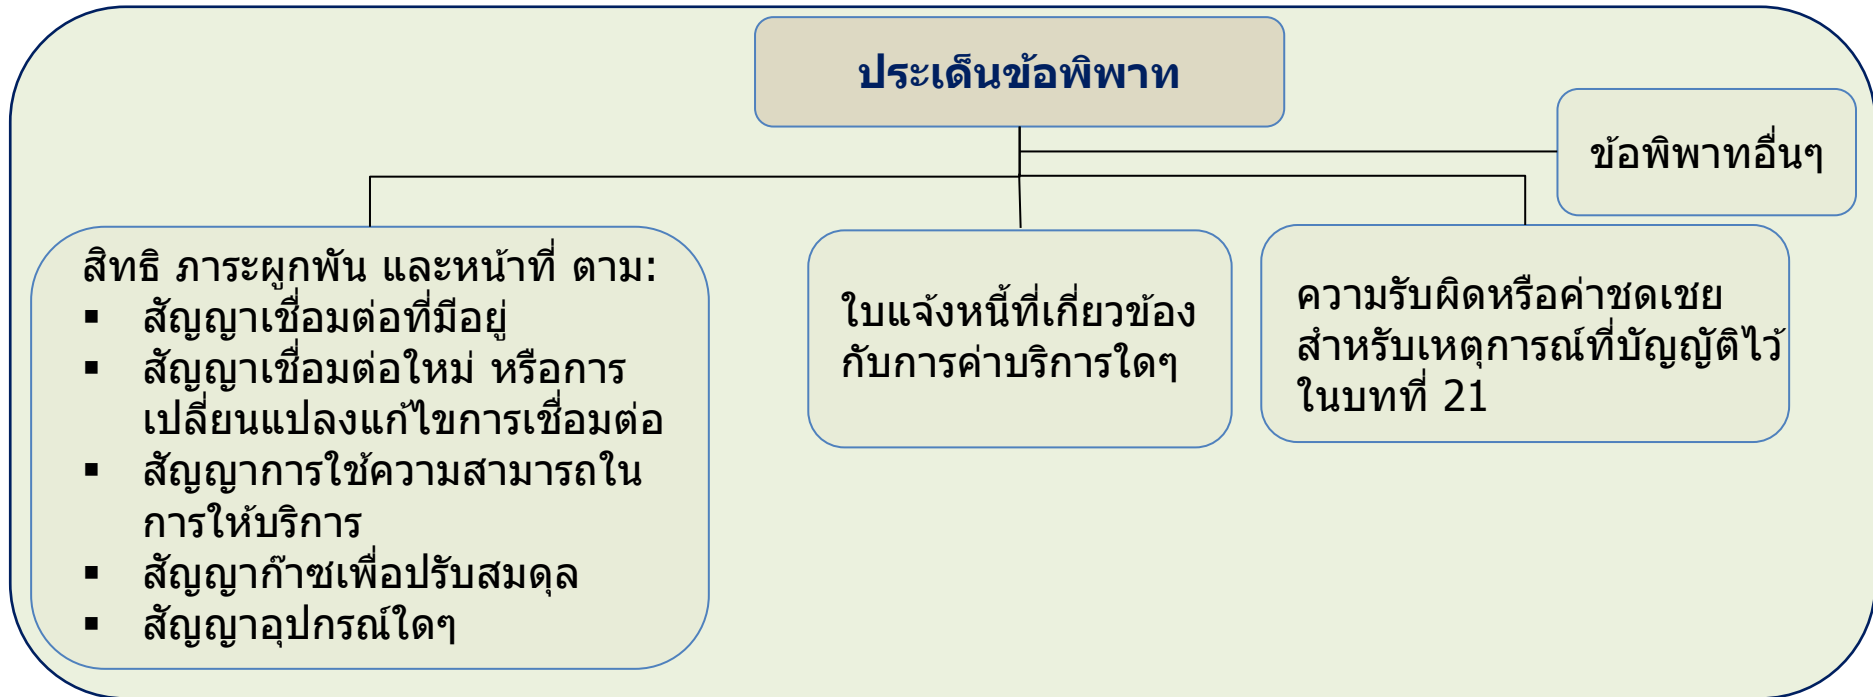 ประเด็นข้อพิพาท
ข้อพิพาทอื่นๆ
สิทธิ ภาระผูกพัน และหน้าที่ ตาม:
▪ สัญญาเชื่อมต่อที่มีอยู่
▪ สัญญาเชื่อมต่อใหม่ หรือการ
เปลี่ยนแปลงแก้ไขการเชื่อมต่อ
▪ สัญญาการใช้ความสามารถใน
การให้บริการ
▪ สัญญาก๊าซเพื่อปรับสมดุล
▪ สัญญาอุปกรณ์ใดๆ
ใบแจ้งหนี้ที่เกี่ยวข้อง
กับการค่าบริการใดๆ
ความรับผิดหรือค่าชดเชย
สำหรับเหตุการณ์ที่บัญญัติไว้
ในบทที่ 21